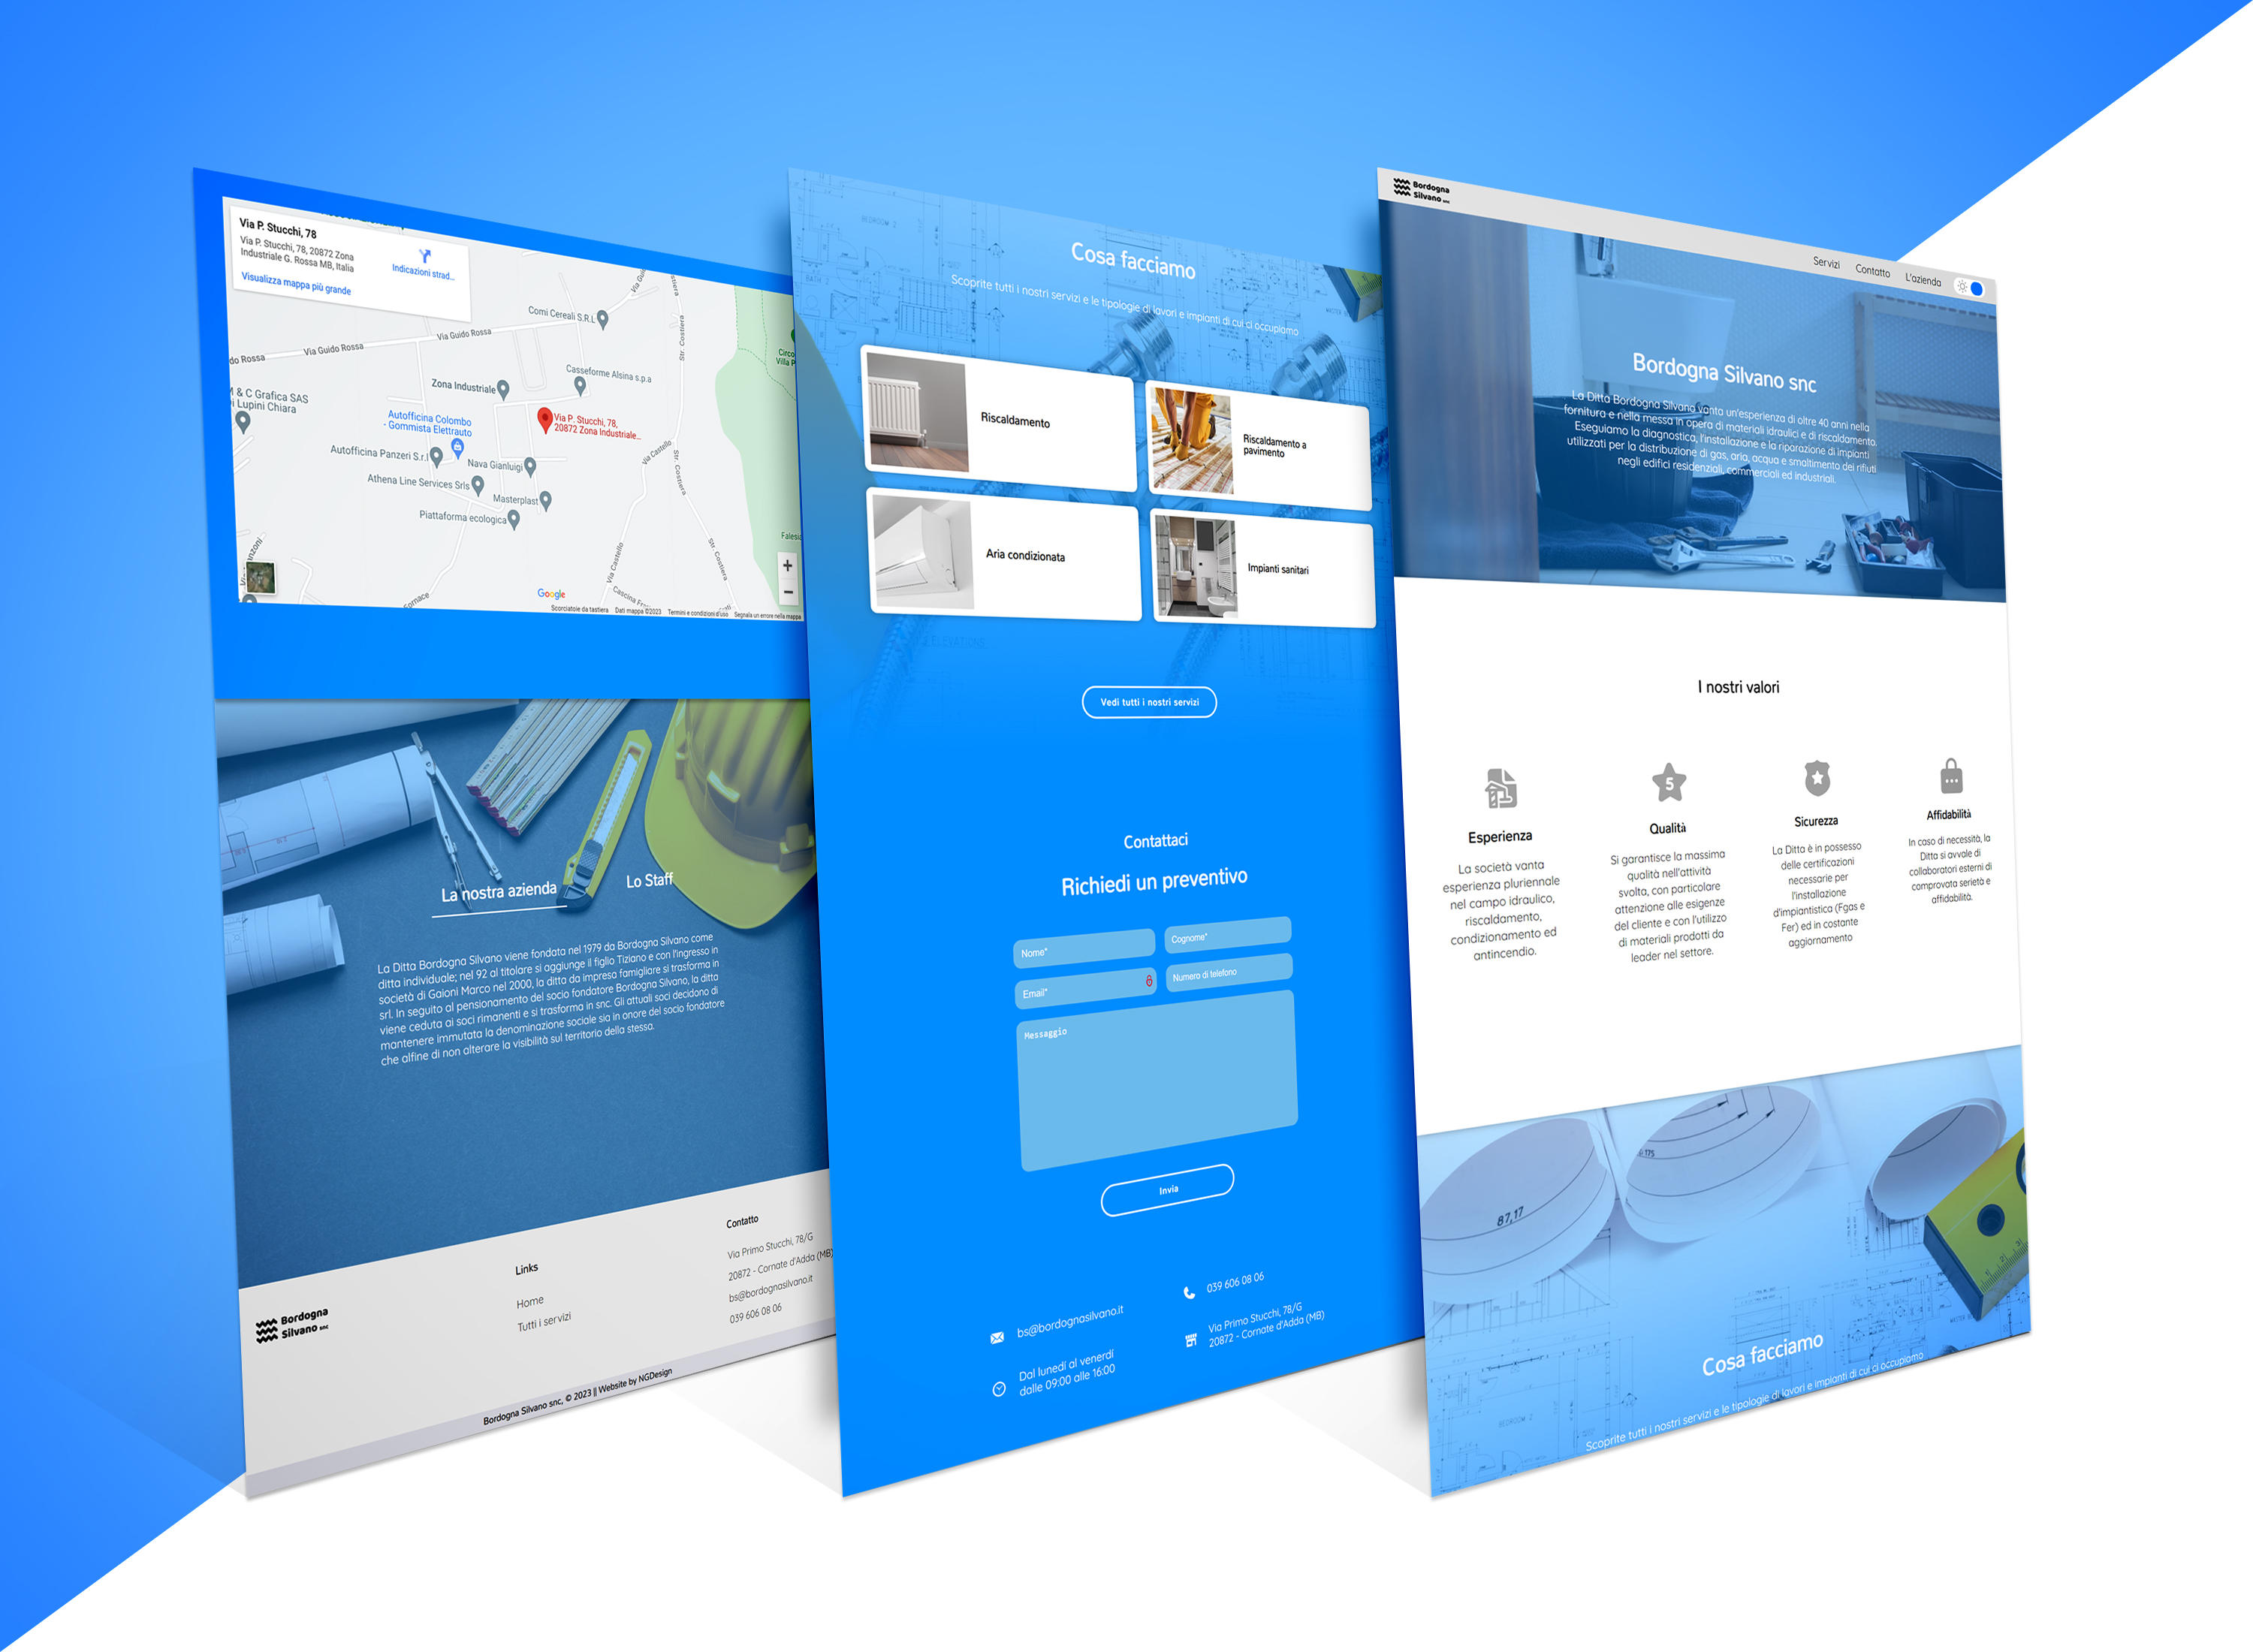 Via P. Stucchi, 78
Via P. Stucchi, 78, 20872 Zona
Industriale G. Rossa MB, Italia
Indicazioni strad...
Visualizza mappa più grande
Comi Cereali S.R.L
Via Guido Rossa
Via Guido Rossa
do Rossa
Str. Costiera
Zona Industriale
Casseforme Alsina s.p.a
& C Grafica SAS
Lupini Chiara
Autofficina Colombo
- Gommista Elettrauto
Via P. Stucchi, 78,
20872 Zona Industriale...
Autofficina Panzeri S.r.l
Nava Gianluigi
Via Castello
Str. Costiera
Athena Line Services Srls
Masterplast
Piattaforma ecologica
Via Castello
Str. Costiera
Google
Scorciatoie da tastiera
Dati mappa ©2023
Termini e condizioni d'uso
Segnala un errore nella mappa
La nostra azienda
Lo Staff
La Ditta Bordogna Silvano viene fondata nel 1979 da Bordogna Silvano come
ditta individuale; nel 92 al titolare si aggiunge il figlio Tiziano e con l'ingresso in
società di Gaioni Marco nel 2000, la ditta da impresa famigliare si trasforma in
srl. In seguito al pensionamento del socio fondatore Bordogna Silvano, la ditta
viene ceduta ai soci rimanenti e si trasforma in snc. Gli attuali soci decidono di
mantenere immutata la denominazione sociale sia in onore del socio fondatore
che alfine di non alterare la visibilità sul territorio della stessa.
Bordogna
Silvano snc
Links
Home
Tutti i servizi
Contatto
Via Primo Stucchi, 78/G
20872 - Cornate d'Adda (MB)
bs@bordognasilvano.it
039 606 08 06
Bordogna Silvano snc, © 2023 || Website by NGDesign
BEDROOM 2
Cosa facciamo
Scoprite tutti i nostri servizi e le tipologie di lavori e impianti di cui ci occupiamo
Riscaldamento
Riscaldamento a
pavimento
Aria condizionata
Impianti sanitari
ELEVATIONS
Vedi tutti i nostri servizi
Contattaci
Richiedi un preventivo
Nome*
Cognome*
Email*
Numero di telefono
Messaggio
Invia
bs@bordognasilvano.it
039 606 08 06
Dal lunedí al venerdí
dalle 09:00 alle 16:00
Via Primo Stucchi, 78/G
20872 - Cornate d'Adda (MB)
Bordogna
Silvano snc
Servizi
Contatto
L'azienda
Bordogna Silvano snc
La Ditta Bordogna Silvano vanta un'esperienza di oltre 40 anni nella
fornitura e nella messa in opera di materiali idraulici e di riscaldamento.
Eseguiamo la diagnostica, l'installazione e la riparazione di impianti
utilizzati per la distribuzione di gas, aria, acqua e smaltimento dei rifiuti
negli edifici residenziali, commerciali ed industriali.
I nostri valori
5
Esperienza
La società vanta
esperienza pluriennale
nel campo idraulico,
riscaldamento,
condizionamento ed
antincendio.
Qualità
Si garantisce la massima
qualità nell'attività
svolta, con particolare
attenzione alle esigenze
del cliente e con l'utilizzo
di materiali prodotti da
leader nel settore.
Sicurezza
La Ditta è in possesso
delle certificazioni
necessarie per
l'installazione
d'impiantistica (Fgas e
Fer) ed in costante
aggiornamento
Affidabilità
In caso di necessità, la
Ditta si avvale di
collaboratori esterni di
comprovata serietà e
affidabilità.
87,17
175
Cosa facciamo
Scoprite tutti i nostri servizi e le tipologie di lavori e impianti di cui ci occupiamo
BEDROOM 2